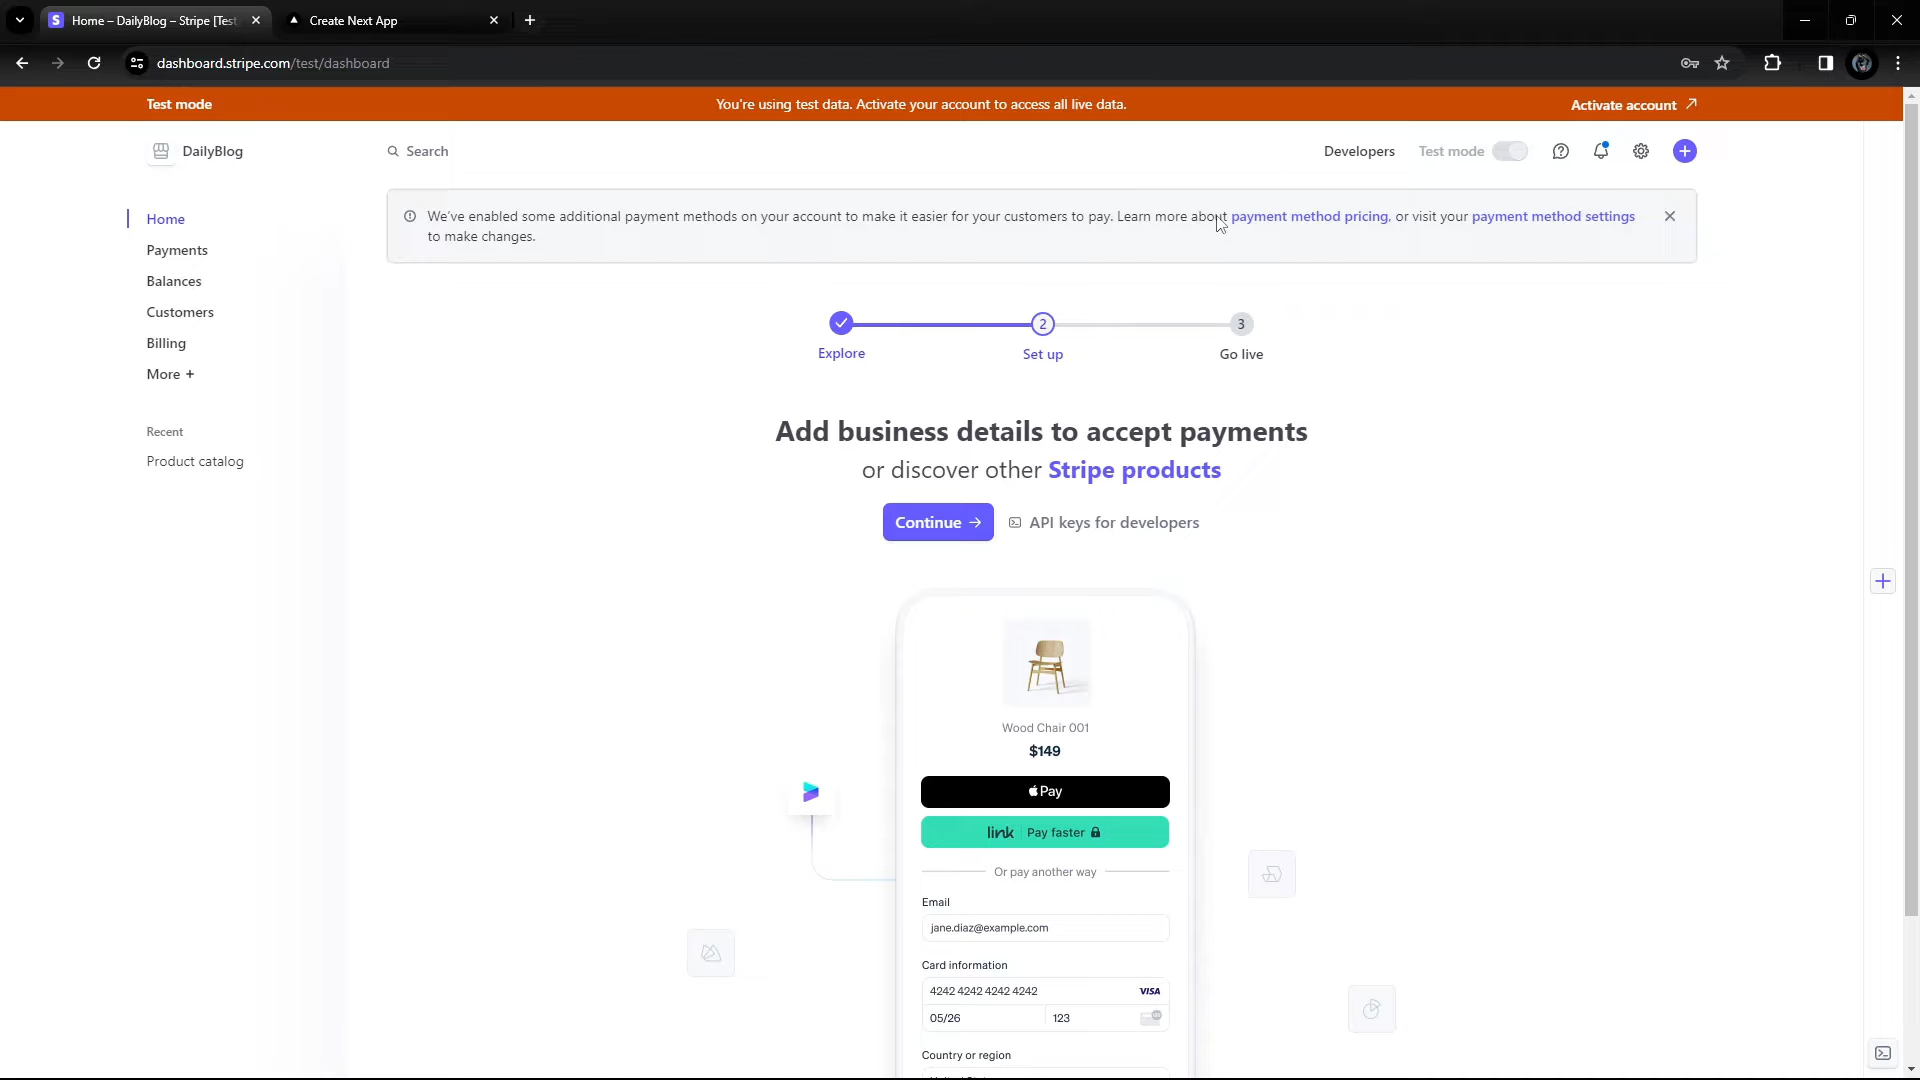 Home – DailyBlog – Stripe [Test
Create Next App
dashboard.stripe.com/test/dashboard
Test mode
You're using test data. Activate your account to access all live data.
Activate account
DailyBlog
Search
Developers
Test mode
We've enabled some additional payment methods on your account to make it easier for your customers to pay. Learn more about payment method pricing, or visit your payment method settings
to make changes.
Home
Payments
Balances
Customers
Billing
More +
Recent
Product catalog
2
3
Explore
Set up
Go live
Add business details to accept payments
or discover other Stripe products
Continue →
API keys for developers
Wood Chair 001
$149
Pay
link Pay faster
Or pay another way
Email
jane.diaz@example.com
Card information
4242 4242 4242 4242
VISA
05/26
123
Country or region